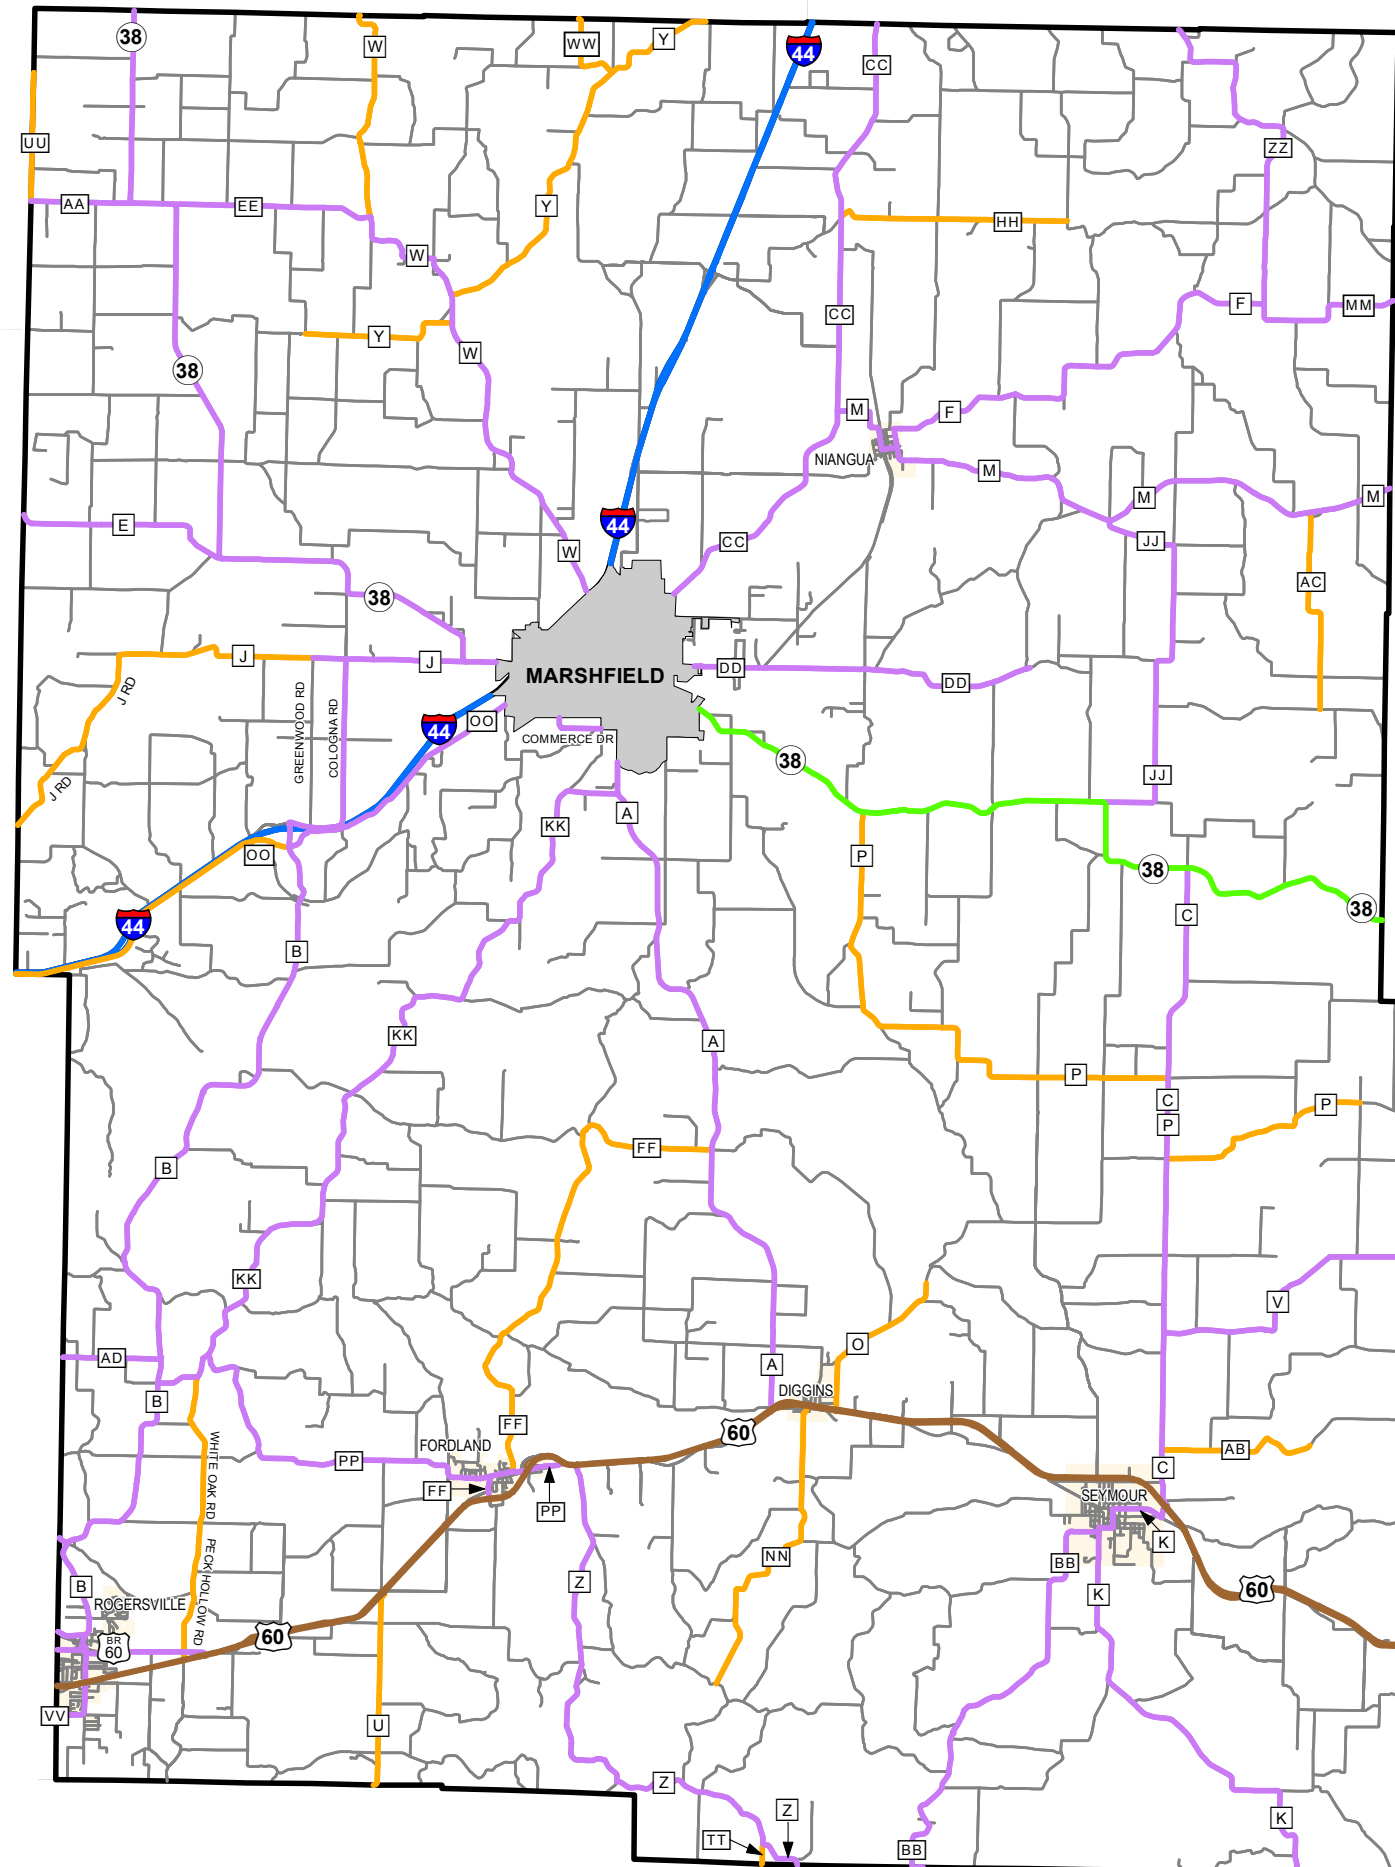 38
W
WW
Y
44
CC
UU
ZZ
AA
EE
Y
HH
W
F
MM
CC
Y
W
38
M
F
NIANGUA
M
M
M
E
44
W
CC
JJ
AC
38
J
J
MARSHFIELD
DD
DD
J RD
GREENWOOD RD
COLOGNA RD
44
OO
COMMERCE DR
38
J RD
JJ
KK
A
OO
P
38
44
C
38
B
KK
A
P
C
P
P
B
FF
KK
V
AD
A
O
DIGGINS
B
FF
60
WHITE OAK RD
FORDLAND
AB
PP
C
FF
PP
SEYMOUR
K
PECK HOLLOW RD
NN
BB
B
Z
K
60
ROGERSVILLE
60
BR
60
VV
U
Z
Z
K
TT
BB